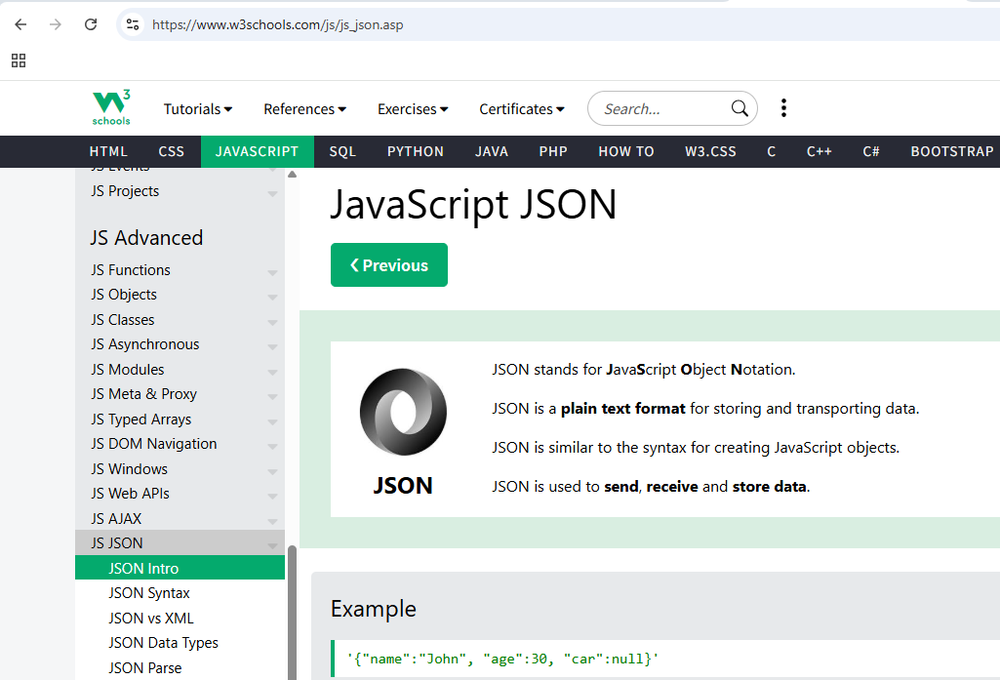 https://www.w3schools.com/js/js_json.asp
W3 schools
Tutorials References Exercises Certificates Search...
HTML CSS JAVASCRIPT SQL PYTHON JAVA PHP HOW TO W3.CSS C C++ C# BOOTSTRAP
JS Events
JS Projects
JS Advanced
JS Functions
JS Objects
JS Classes
JS Asynchronous
JS Modules
JS Meta & Proxy
JS Typed Arrays
JS DOM Navigation
JS Windows
JS Web APIs
JS AJAX
JS JSON
JSON Intro
JSON Syntax
JSON vs XML
JSON Data Types
JSON Parse
JavaScript JSON
❮ Previous
JSON
JSON stands for JavaScript Object Notation.
JSON is a plain text format for storing and transporting data.
JSON is similar to the syntax for creating JavaScript objects.
JSON is used to send, receive and store data.
Example
'{"name":"John", "age":30, "car":null}'